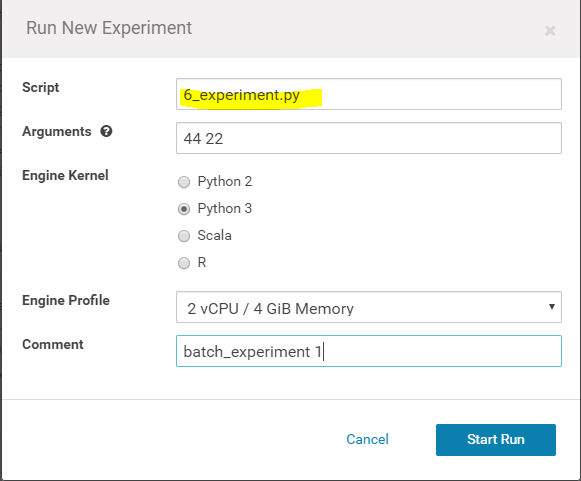 Run New Experiment ×
Script 6_experiment.py
Arguments ? 44 22
Engine Kernel Python 2
Python 3
Scala
R
Engine Profile 2 vCPU / 4 GiB Memory
Comment batch_experiment 1
Cancel Start Run